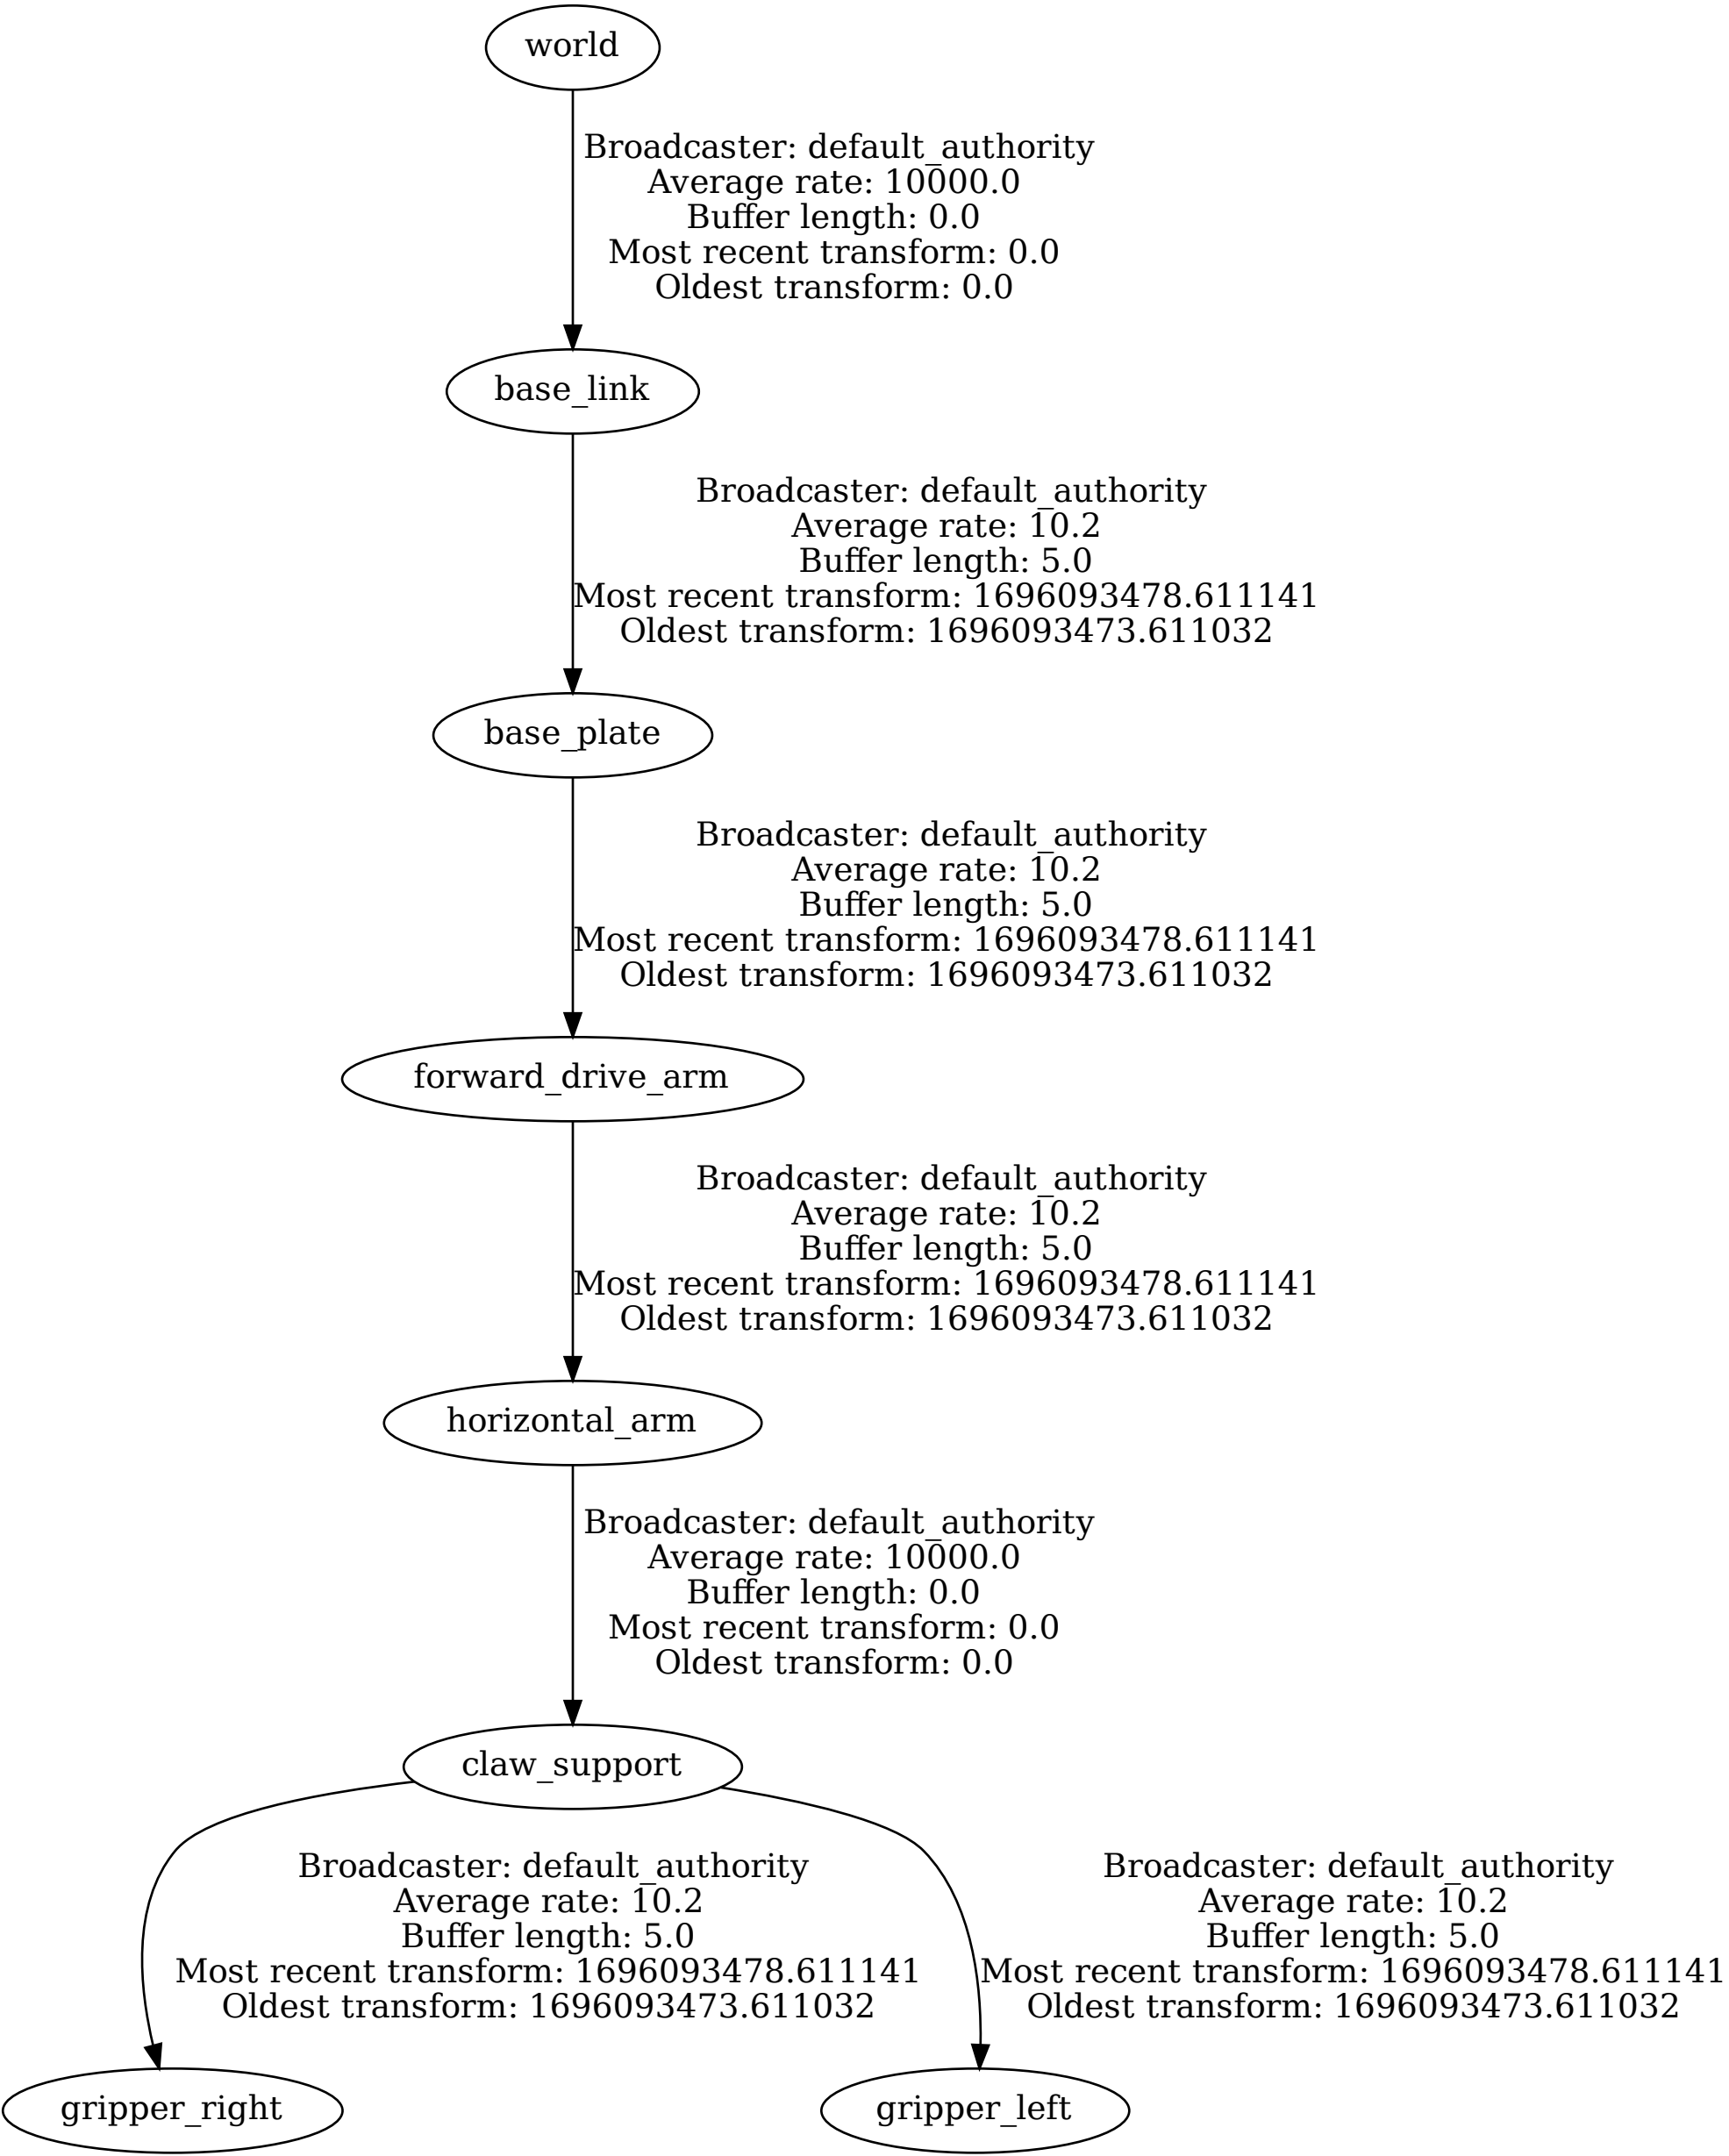 world
Broadcaster: default_authority
Average rate: 10000.0
Buffer length: 0.0
Most recent transform: 0.0
Oldest transform: 0.0
base_link
Broadcaster: default_authority
Average rate: 10.2
Buffer length: 5.0
Most recent transform: 1696093478.611141
Oldest transform: 1696093473.611032
base_plate
Broadcaster: default_authority
Average rate: 10.2
Buffer length: 5.0
Most recent transform: 1696093478.611141
Oldest transform: 1696093473.611032
forward_drive_arm
Broadcaster: default_authority
Average rate: 10.2
Buffer length: 5.0
Most recent transform: 1696093478.611141
Oldest transform: 1696093473.611032
horizontal_arm
Broadcaster: default_authority
Average rate: 10000.0
Buffer length: 0.0
Most recent transform: 0.0
Oldest transform: 0.0
claw_support
Broadcaster: default_authority
Average rate: 10.2
Buffer length: 5.0
Most recent transform: 1696093478.611141
Oldest transform: 1696093473.611032
Broadcaster: default_authority
Average rate: 10.2
Buffer length: 5.0
Most recent transform: 1696093478.611141
Oldest transform: 1696093473.611032
gripper_right
gripper_left